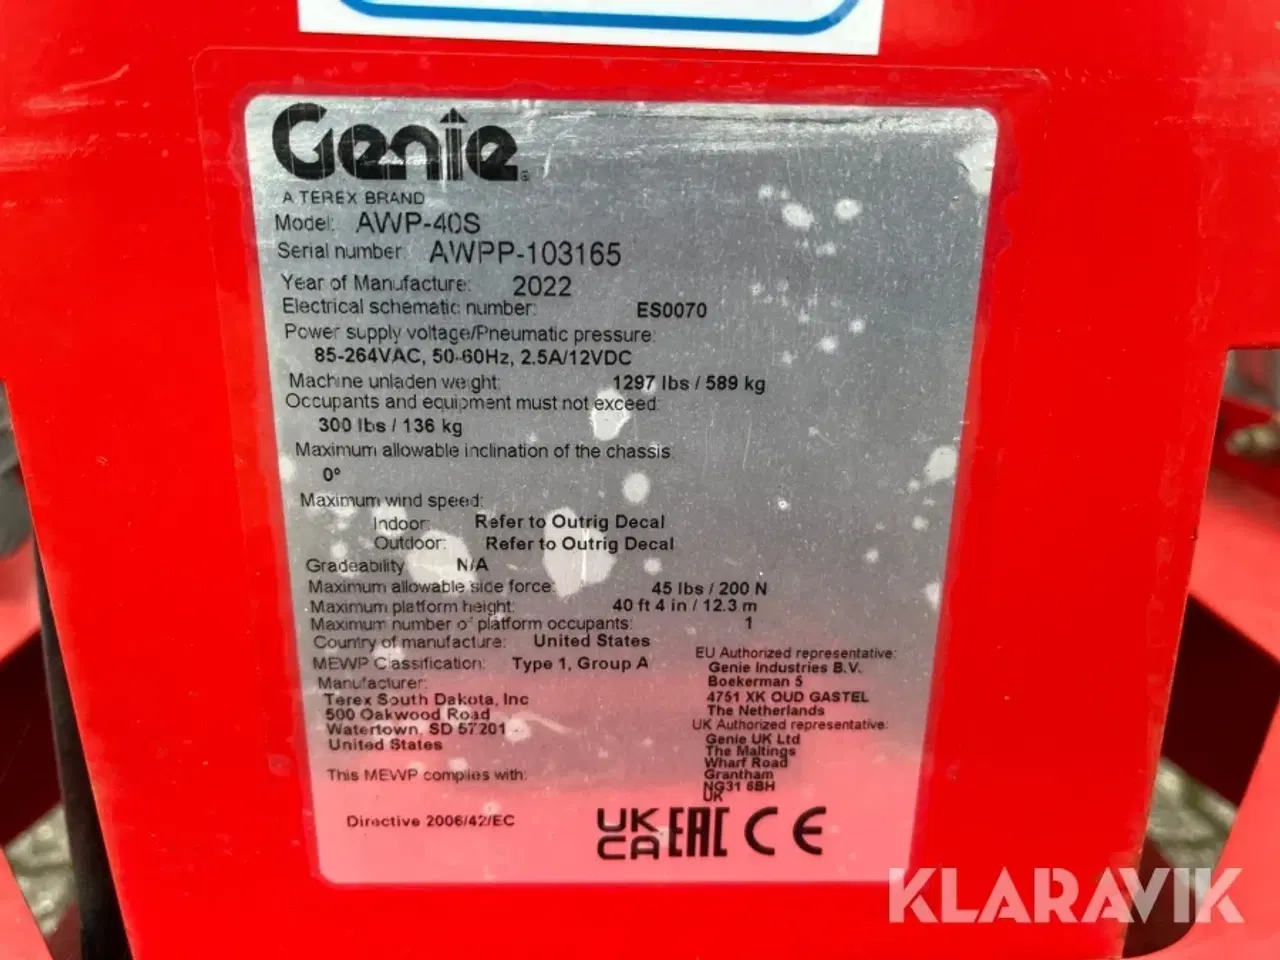 Genie
A TEREX BRAND
Model: AWP-40S
Serial number: AWPP-103165
Year of Manufacture: 2022
Electrical schematic number: ES0070
Power supply voltage/Pneumatic pressure:
85-264VAC, 50-60Hz, 2.5A/12VDC
Machine unladen weight: 1297 lbs / 589 kg
Occupants and equipment must not exceed:
300 lbs / 136 kg
Maximum allowable inclination of the chassis:
0°
Maximum wind speed:
Indoor: Refer to Outrig Decal
Outdoor: Refer to Outrig Decal
Gradeability N/A
Maximum allowable side force: 45 lbs / 200 N
Maximum platform height: 40 ft 4 in / 12.3 m
Maximum number of platform occupants: 1
Country of manufacture: United States
MEWP Classification: Type 1, Group A
Manufacturer:
Terex South Dakota, Inc
500 Oakwood Road
Watertown, SD 57201
United States
This MEWP complies with:
Directive 2006/42/EC
EU Authorized representative:
Genie Industries B.V.
Boekerman 5
4751 XK OUD GASTEL
The Netherlands
UK Authorized representative:
Genie UK Ltd
The Maltings
Wharf Road
Grantham
NG31 6BH
UK
UK
CA EAC CE
KLARAVIK